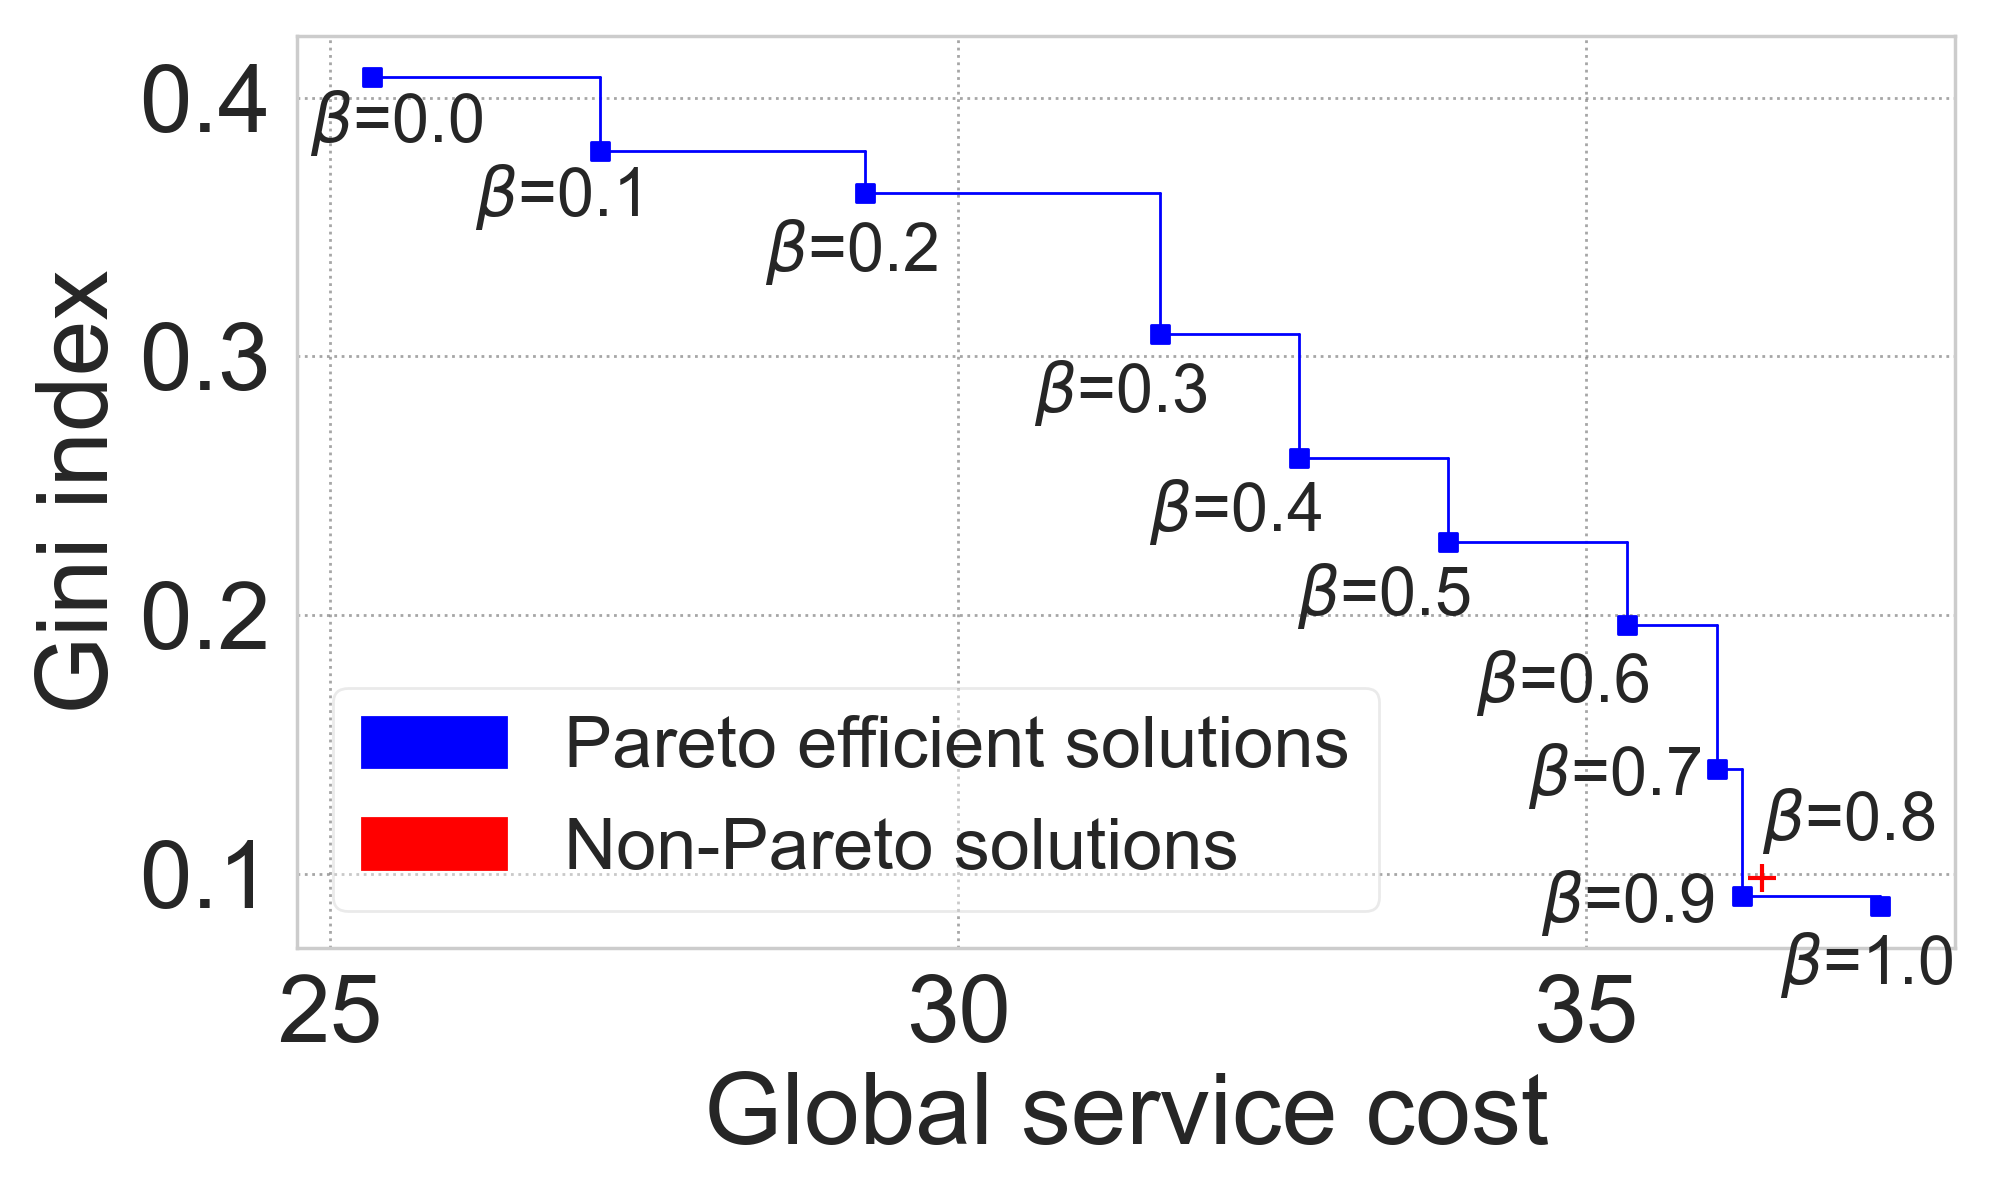 0.4
0.3
0.2
0.1
Gini index
β=0.0
β=0.1
β=0.2
β=0.3
β=0.4
β=0.5
β=0.6
β=0.7
β=0.8
β=0.9
β=1.0
Pareto efficient solutions
Non-Pareto solutions
25
30
35
Global service cost